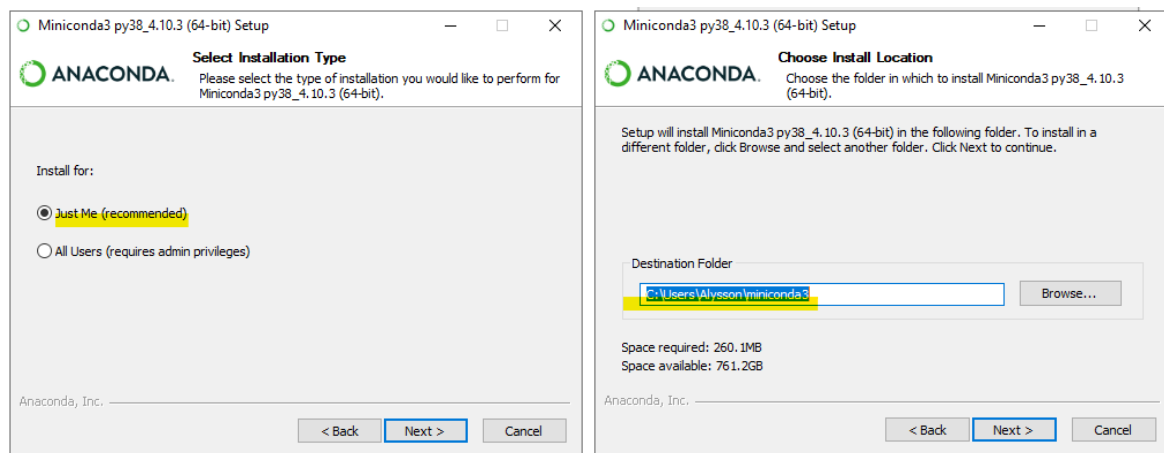 Miniconda3 py38_4.10.3 (64-bit) Setup
ANACONDA.
Select Installation Type
Please select the type of installation you would like to perform for
Miniconda3 py38_4.10.3 (64-bit).
Install for:
Just Me (recommended)
All Users (requires admin privileges)
Anaconda, Inc.
< Back
Next >
Cancel
Miniconda3 py38_4.10.3 (64-bit) Setup
ANACONDA.
Choose Install Location
Choose the folder in which to install Miniconda3 py38_4.10.3
(64-bit).
Setup will install Miniconda3 py38_4.10.3 (64-bit) in the following folder. To install in a
different folder, click Browse and select another folder. Click Next to continue.
Destination Folder
C:\Users\Alysson\miniconda3
Browse...
Space required: 260.1MB
Space available: 761.2GB
Anaconda, Inc.
< Back
Next >
Cancel